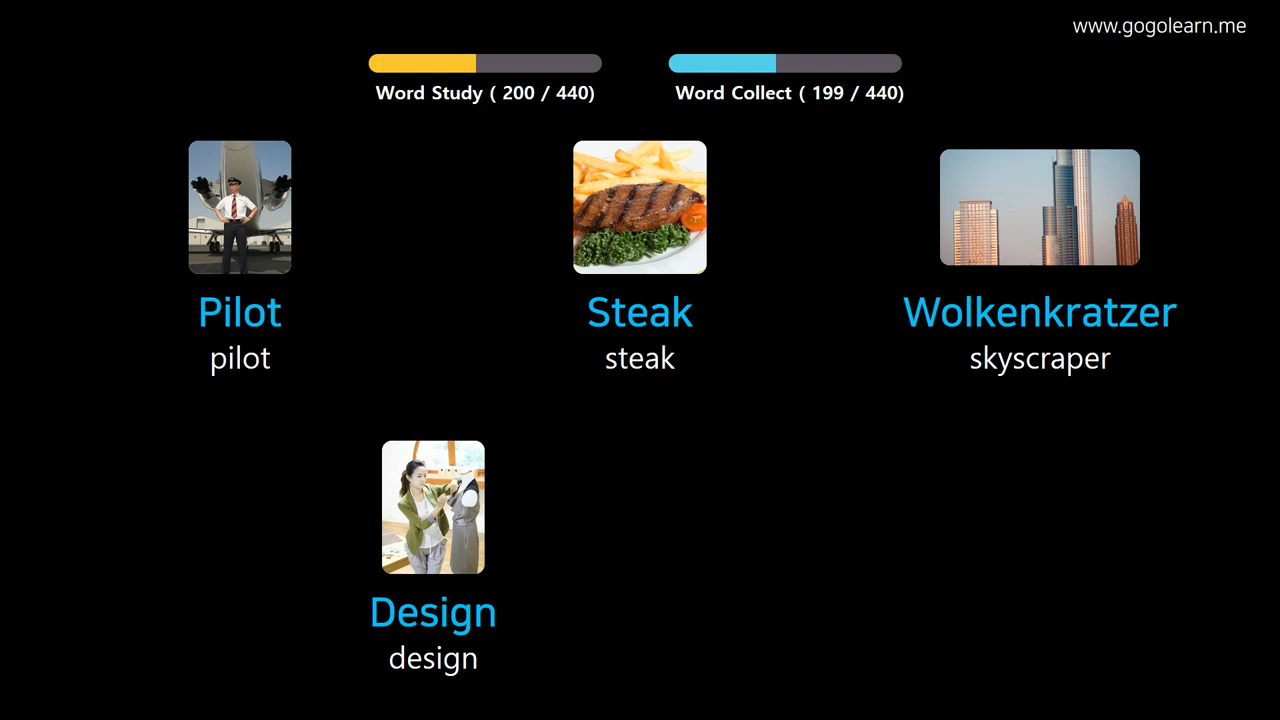 www.gogolearn.me
Word Study ( 200 / 440)
Word Collect ( 199 / 440)
Pilot
pilot
Steak
steak
Wolkenkratzer
skyscraper
Design
design